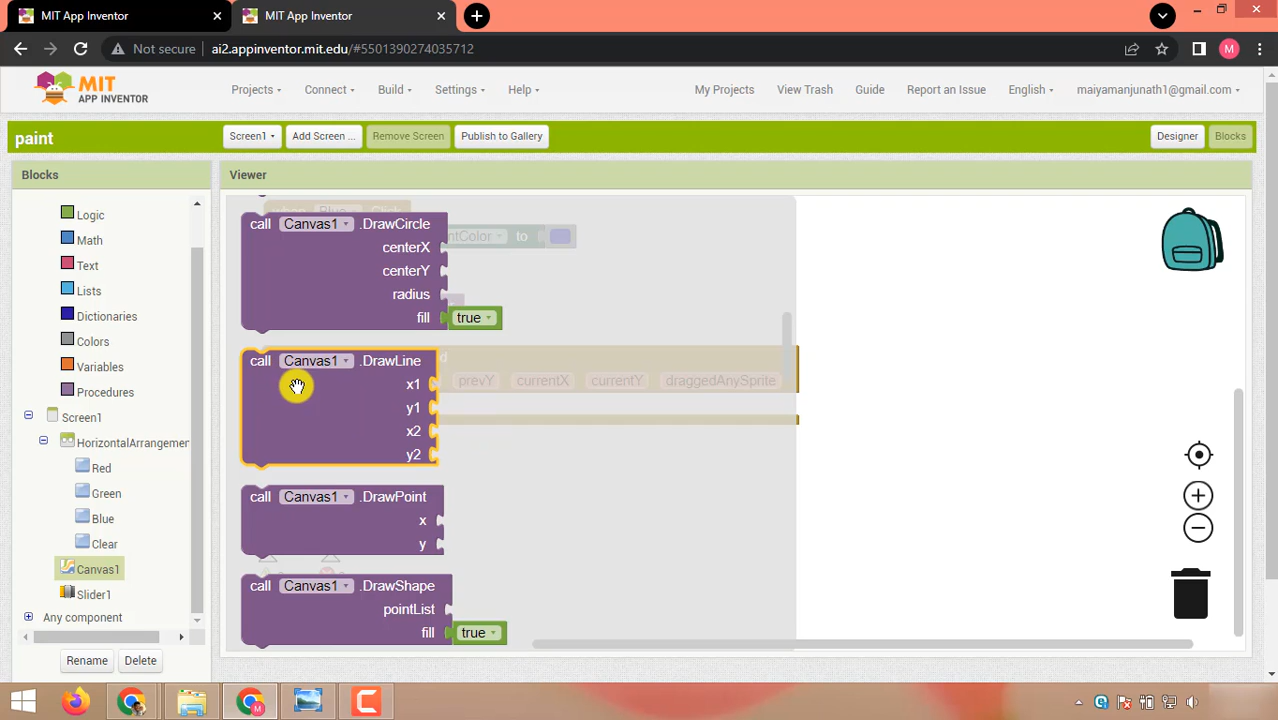 MIT App Inventor
MIT App Inventor
Not secure
ai2.appinventor.mit.edu/#5501390274035712
M
MIT
APP INVENTOR
Projects
Connect
Build
Settings
Help
My Projects
View Trash
Guide
Report an Issue
English
maiyamanjunath1@gmail.com
paint
Screen1
Add Screen ...
Remove Screen
Publish to Gallery
Designer
Blocks
Blocks
Viewer
Logic
Math
Text
Lists
Dictionaries
Colors
Variables
Procedures
Screen1
HorizontalArrangemer
Red
Green
Blue
Clear
Canvas1
Slider1
Any component
Rename
Delete
call Canvas1 .DrawCircle
centerX
centerY
radius
fill true
to
call Canvas1 .DrawLine
x1
y1
x2
y2
prevY currentX currentY draggedAnySprite
call Canvas1 .DrawPoint
x
y
call Canvas1 .DrawShape
pointList
fill true
M